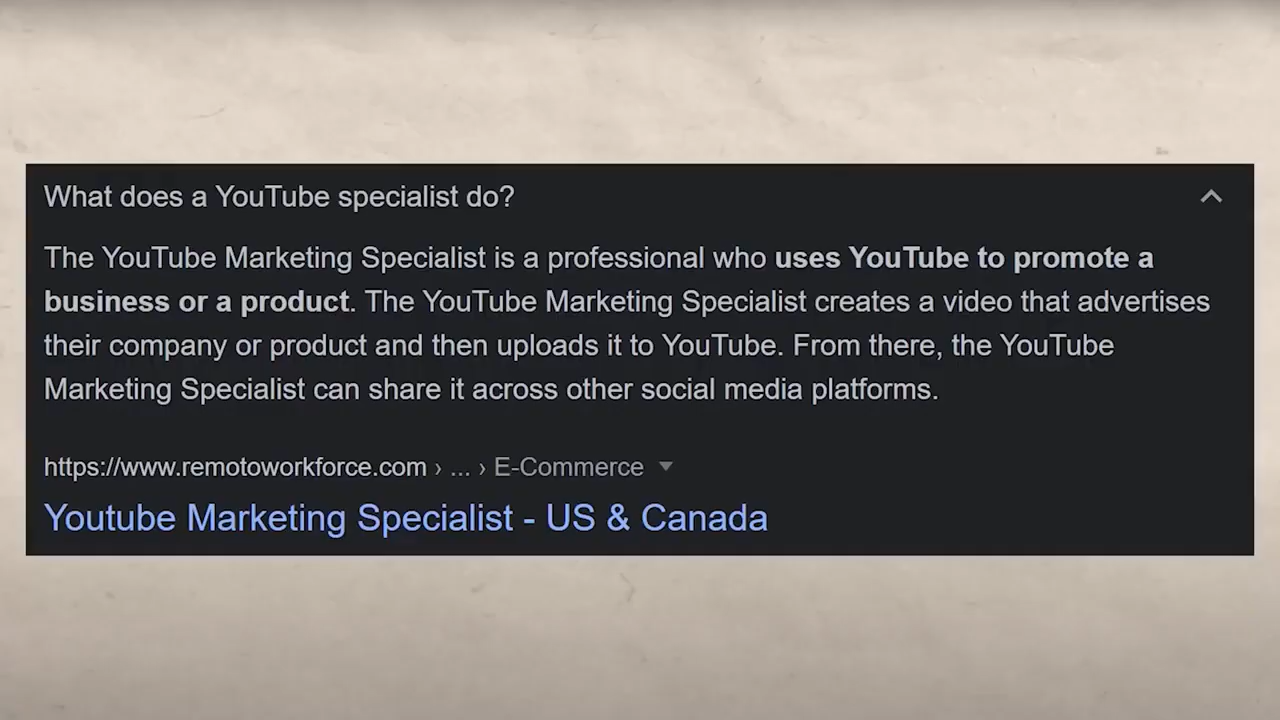 What does a YouTube specialist do?
The YouTube Marketing Specialist is a professional who uses YouTube to promote a
business or a product. The YouTube Marketing Specialist creates a video that advertises
their company or product and then uploads it to YouTube. From there, the YouTube
Marketing Specialist can share it across other social media platforms.
https://www.remotoworkforce.com › ... › E-Commerce
Youtube Marketing Specialist - US & Canada